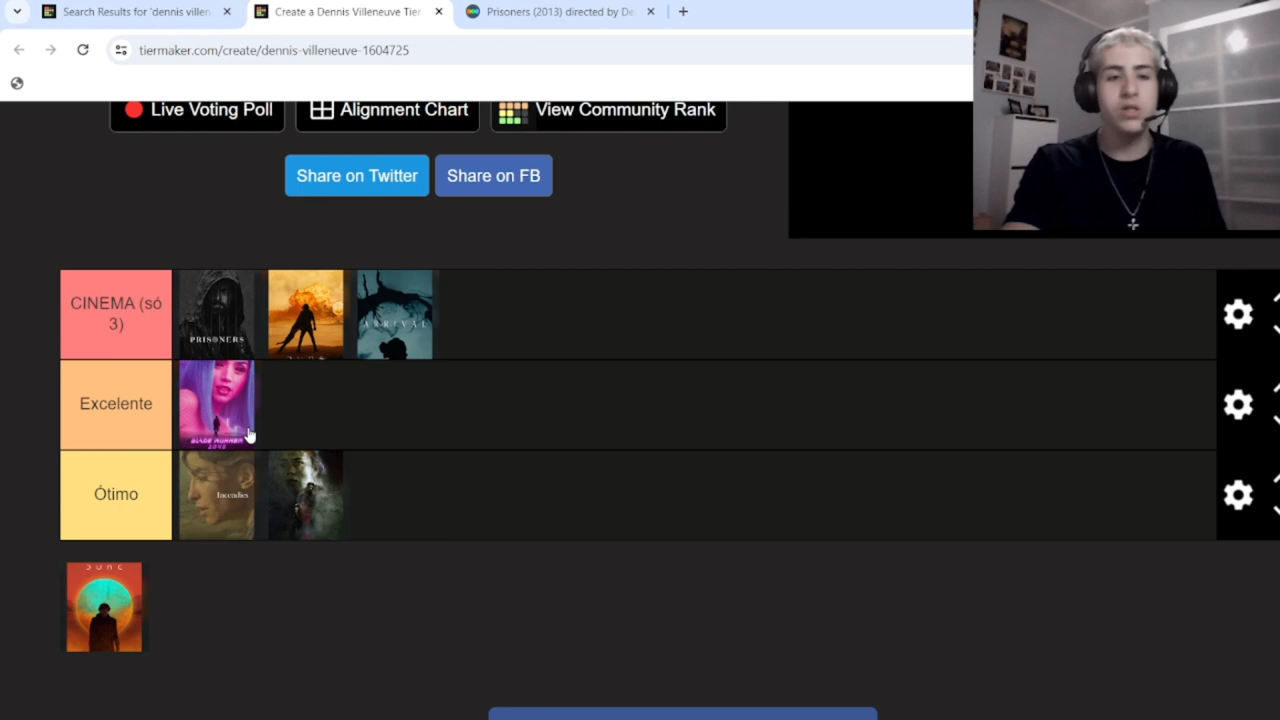 Search Results for 'dennis villen
Create a Dennis Villeneuve Tier
Prisoners (2013) directed by De
tiermaker.com/create/dennis-villeneuve-1604725
Live Voting Poll
Alignment Chart
View Community Rank
Share on Twitter
Share on FB
CINEMA (só
3)
PRISONERS
ARRIVAL
Excelente
BLADE RUNNER
2049
Ótimo
Incendies
DUNE